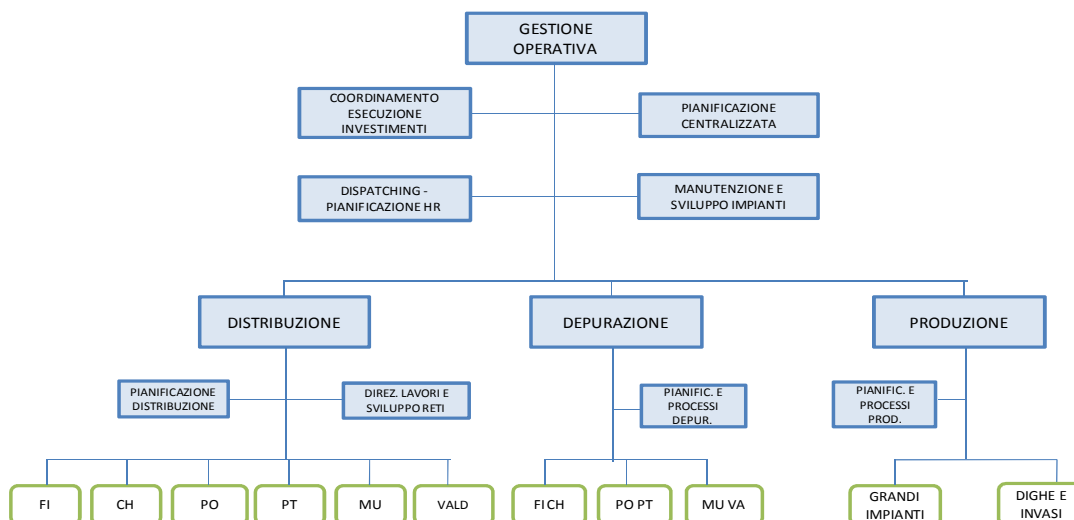 GESTIONE
OPERATIVA
COORDINAMENTO
ESECUZIONE
INVESTIMENTI
PIANIFICAZIONE
CENTRALIZZATA
DISPATCHING -
PIANIFICAZIONE HR
MANUTENZIONE E
SVILUPPO IMPIANTI
DISTRIBUZIONE
DEPURAZIONE
PRODUZIONE
PIANIFICAZIONE
DISTRIBUZIONE
DIREZ. LAVORI E
SVILUPPO RETI
PIANIFIC. E
PROCESSI
DEPUR.
PIANIFIC. E
PROCESSI
PROD.
FI
CH
PO
PT
MU
VALD
FI CH
PO PT
MU VA
GRANDI
IMPIANTI
DIGHE E
INVASI